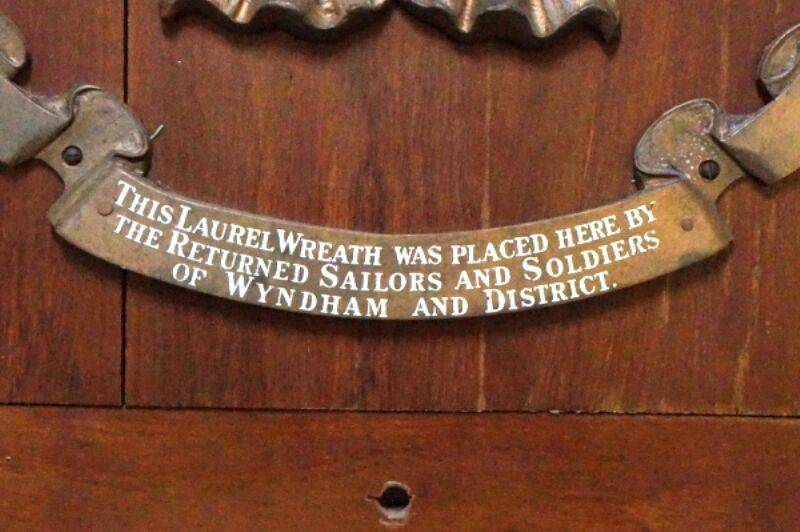 This Laurel Wreath was placed here by
the Returned Sailors and Soldiers
of Wyndham and District.